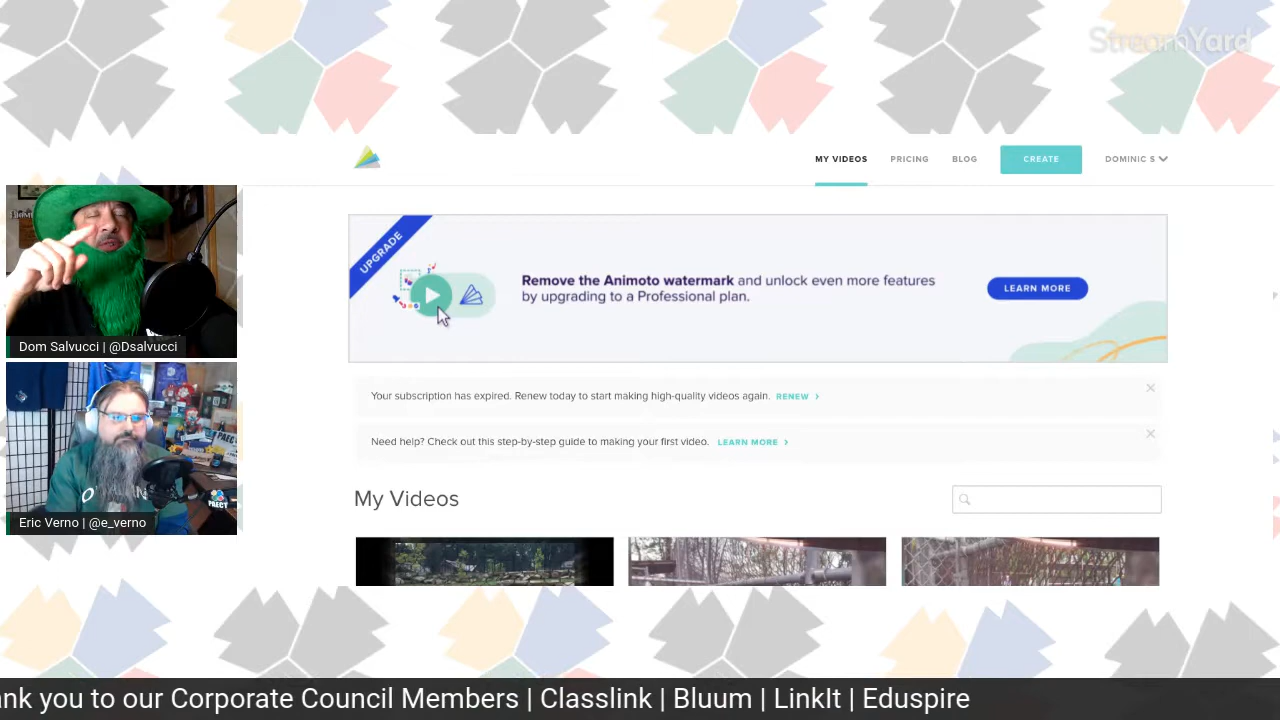 StreamYard
MY VIDEOS
PRICING
BLOG
CREATE
DOMINIC S
UPGRADE
Remove the Animoto watermark and unlock even more features
by upgrading to a Professional plan.
LEARN MORE
Your subscription has expired. Renew today to start making high-quality videos again. RENEW >
Need help? Check out this step-by-step guide to making your first video. LEARN MORE >
My Videos
Dom Salvucci | @Dsalvucci
PAECT
Eric Verno | @e_verno
ank you to our Corporate Council Members | Classlink | Bluum | LinkIt | Eduspire